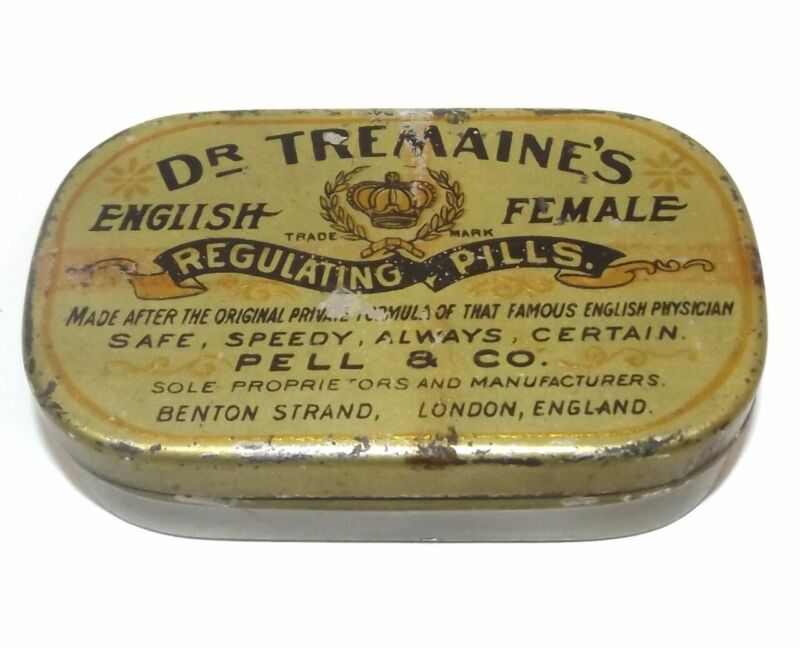 DR TREMAINE'S
ENGLISH FEMALE
TRADE MARK
REGULATING PILLS.
MADE AFTER THE ORIGINAL PRIVATE FORMULA OF THAT FAMOUS ENGLISH PHYSICIAN
SAFE, SPEEDY, ALWAYS, CERTAIN.
PELL & CO.
SOLE PROPRIETORS AND MANUFACTURERS.
BENTON STRAND, LONDON, ENGLAND.